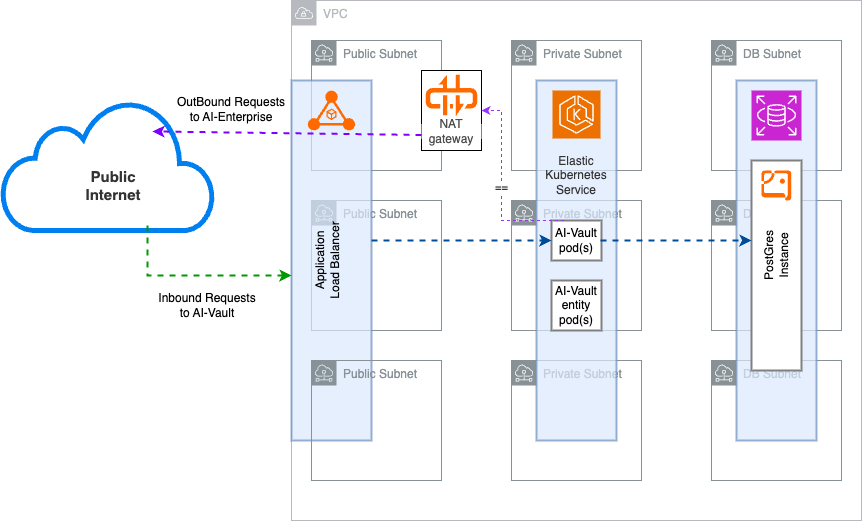 VPC
Public Subnet
Private Subnet
DB Subnet
OutBound Requests
to AI-Enterprise
NAT
gateway
Public
Internet
Elastic
Kubernetes
Service
==
Public Subnet
Private Subnet
D
AI-Vault
pod(s)
Application
Load Balancer
PostGres
Instance
Inbound Requests
to AI-Vault
AI-Vault
entity
pod(s)
Public Subnet
Private Subnet
DB Subnet